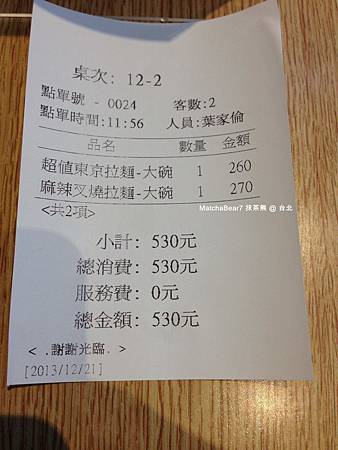 桌次: 12-2
點單號 - 0024 客數:2
點單時間:11:56 人員:葉家倫
品名 數量 金額
超値東京拉麵-大碗 1 260
麻辣叉燒拉麵-大碗 1 270
<共2項>
MatchaBear7 抹茶熊 @ 台北
小計: 530元
總消費: 530元
服務費: 0元
總金額: 530元
< .謝謝光臨. >
[2013/12/21]